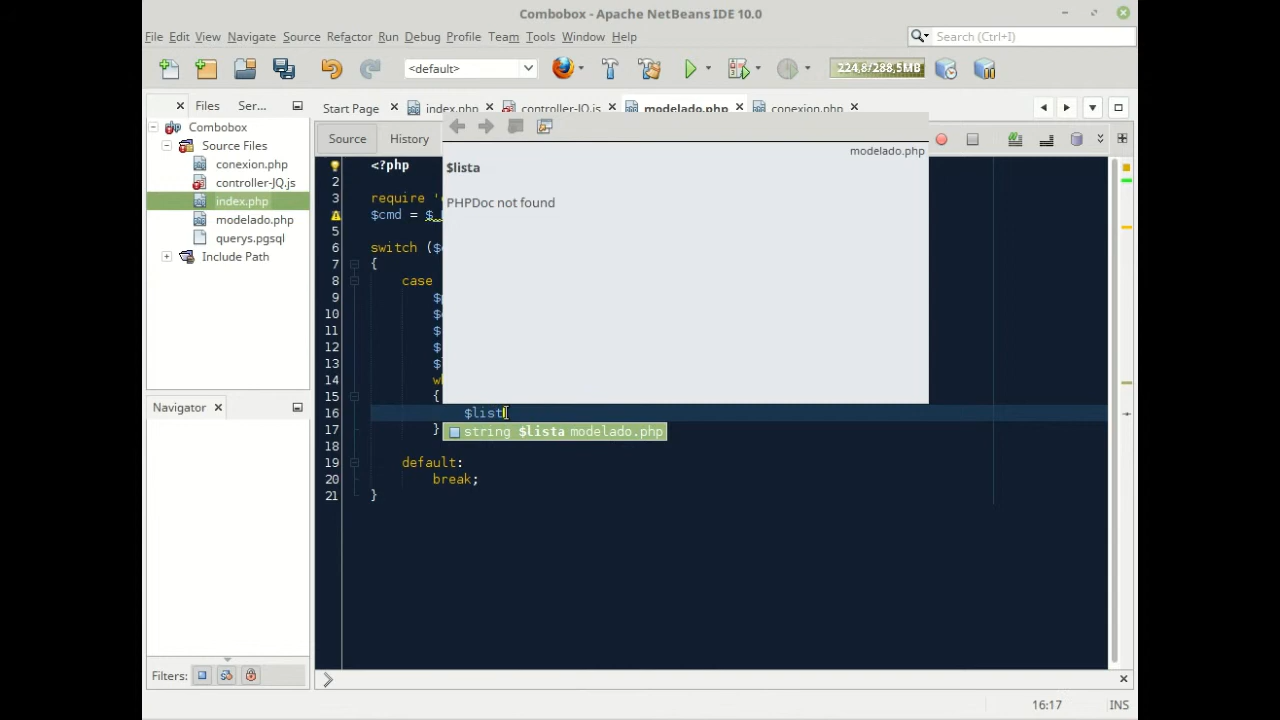 Combobox - Apache NetBeans IDE 10.0
File Edit View Navigate Source Refactor Run Debug Profile Team Tools Window Help
Search (Ctrl+I)
<default>
224,8/288,5MB
Files Ser...
Start Page index.php controller-JQ.js modelado.php conexion.php
Combobox
Source Files
conexion.php
controller-JQ.js
index.php
modelado.php
querys.pgsql
Include Path
Source History
modelado.php
$lista
PHPDoc not found
<?php
2
3 require '
$cmd = $
5
6 switch ($
7 {
8 case
9 $
10 $
11 $
12 $
13 $
14 w
15 {
16 $list
string $lista modelado.php
17 }
18
19 default:
20 break;
21 }
Navigator
Filters:
16:17 INS